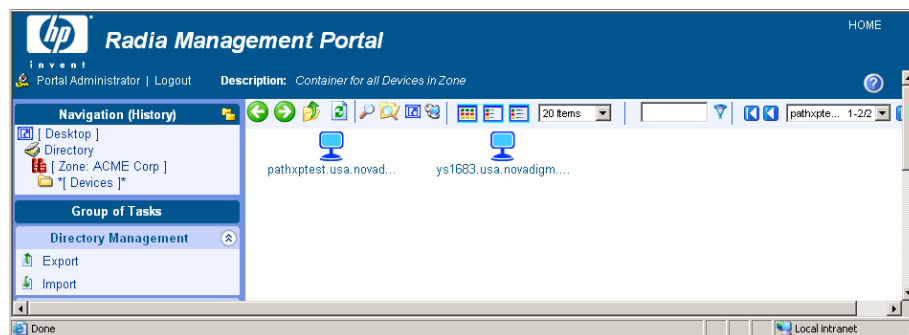 HOME
hp
invent
Radia Management Portal
Portal Administrator | Logout
Description: Container for all Devices in Zone
Navigation (History)
20 Items
pathxpte... 1-2/2
[ Desktop ]
Directory
[ Zone: ACME Corp ]
*[ Devices ]*
pathxptest.usa.novad...
ys1683.usa.novadigm....
Group of Tasks
Directory Management
Export
Import
Done
Local intranet